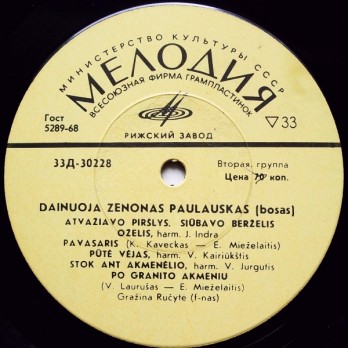 МИНИСТЕРСТВО КУЛЬТУРЫ СССР
МЕЛОДИЯ
ВСЕСОЮЗНАЯ ФИРМА ГРАМПЛАСТИНОК
Гост
5289-68
РИЖСКИЙ ЗАВОД
▽33
33Д-30228
Вторая группа
Цена 70 коп.
DAINUOJA ZENONAS PAULAUSKAS (bosas)
ATVAŽIAVO PIRŠLYS. SIŪBAVO BERŽELIS
OŽELIS, harm. J. Indra
PAVASARIS (K. Kaveckas — E. Mieželaitis)
PŪTĖ VĖJAS, harm. V. Kairiūkštis
STOK ANT AKMENĖLIO, harm. V. Jurgutis
PO GRANITO AKMENIU
(V. Laurušas — E. Mieželaitis)
Gražina Ručytė (f-nas)